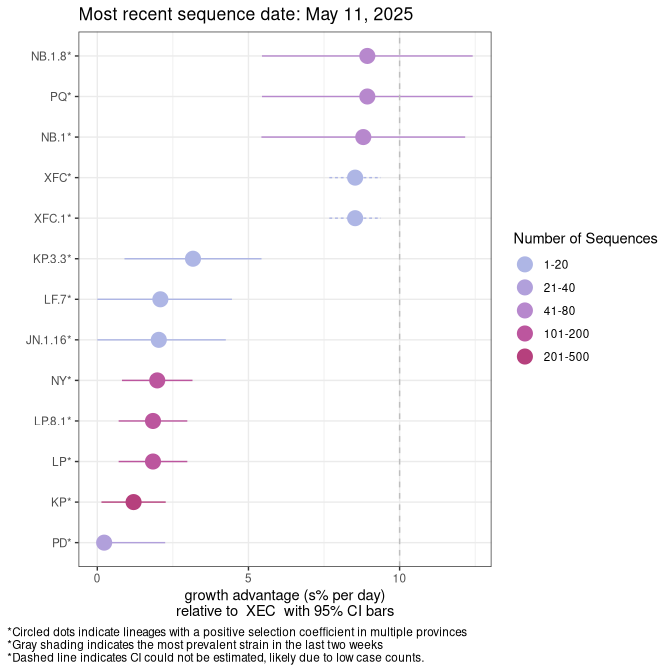 Most recent sequence date: May 11, 2025
NB.1.8*
PQ*
NB.1*
XFC*
XFC.1*
KP.3.3*
LF.7*
JN.1.16*
NY*
LP.8.1*
LP*
KP*
PD*
0 5 10
growth advantage (s% per day)
relative to XEC with 95% CI bars
Number of Sequences
1-20
21-40
41-80
101-200
201-500
*Circled dots indicate lineages with a positive selection coefficient in multiple provinces
*Gray shading indicates the most prevalent strain in the last two weeks
*Dashed line indicates CI could not be estimated, likely due to low case counts.